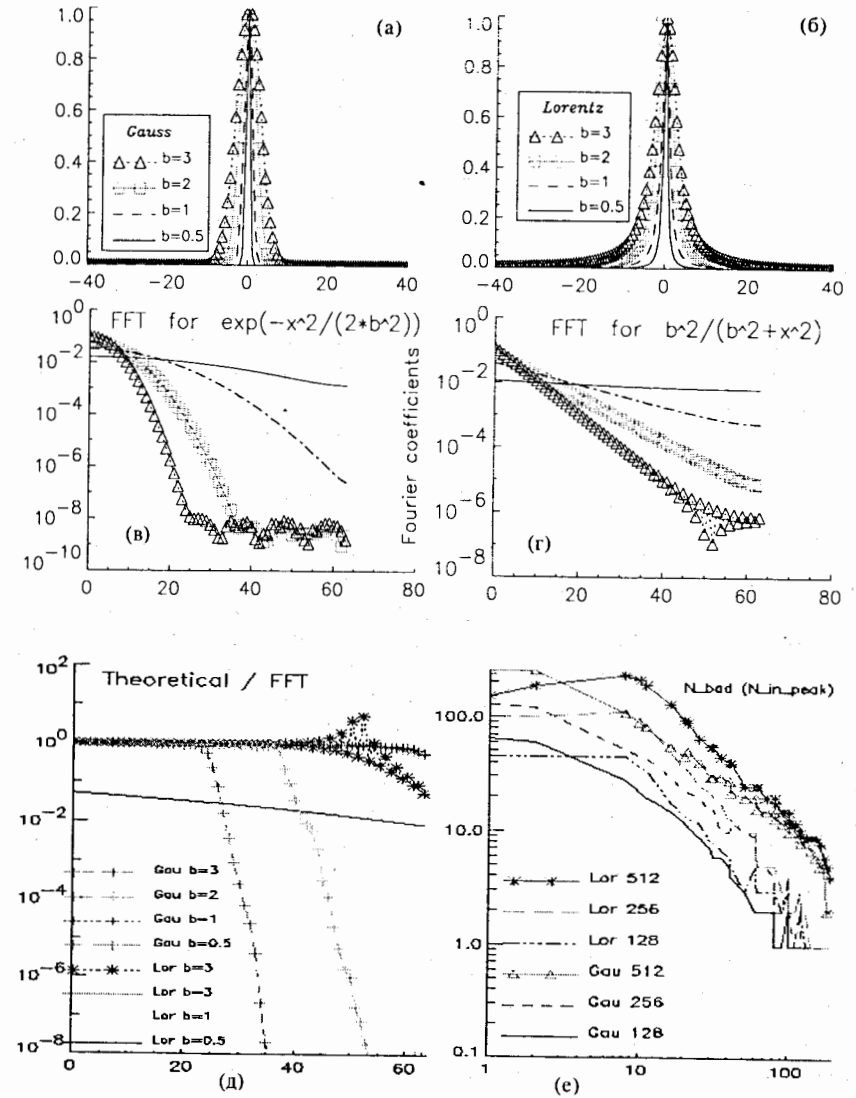 (а)
1.0
0.8
0.6
0.4
0.2
0.0
Gauss
b=3
b=2
b=1
b=0.5
−40 −20 0 20 40
(б)
1.0
0.8
0.6
0.4
0.2
0.0
Lorentz
b=3
b=2
b=1
b=0.5
−40 −20 0 20 40
FFT for exp(−x^2/(2*b^2))
10^0
10^-2
10^-4
10^-6
10^-8
10^-10
(в)
0 20 40 60 80
FFT for b^2/(b^2+x^2)
Fourier coefficients
10^0
10^-2
10^-4
10^-6
10^-8
(г)
0 20 40 60 80
Theoretical / FFT
10^2
10^0
10^-2
10^-4
10^-6
10^-8
Gau b=3
Gau b=2
Gau b=1
Gau b=0.5
Lor b=3
Lor b=3
Lor b=1
Lor b=0.5
0 20 40 60
(д)
N_bad (N_in_peak)
100.0
10.0
1.0
0.1
Lor 512
Lor 256
Lor 128
Gau 512
Gau 256
Gau 128
1 10 100
(е)